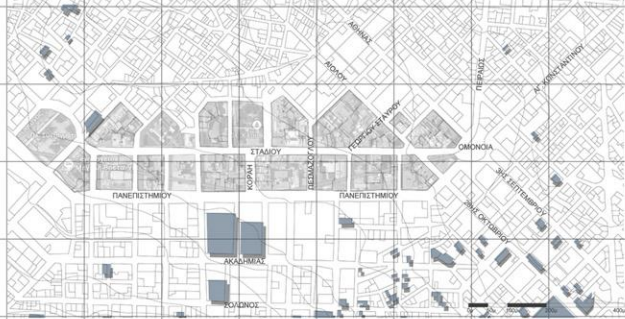 ΑΘΗΝΑΣ
ΑΙΟΛΟΥ
ΠΕΙΡΑΙΩΣ
ΑΓ. ΚΩΝΣΤΑΝΤΙΝΟΥ
ΓΕΩΡΓΙΟΥ ΣΤΑΥΡΟΥ
ΣΤΑΔΙΟΥ
ΟΜΟΝΟΙΑ
ΚΟΡΑΗ
ΠΕΣΜΑΖΟΓΛΟΥ
ΠΑΝΕΠΙΣΤΗΜΙΟΥ
ΠΑΝΕΠΙΣΤΗΜΙΟΥ
3ΗΣ ΣΕΠΤΕΜΒΡΙΟΥ
28ΗΣ ΟΚΤΩΒΡΙΟΥ
ΑΚΑΔΗΜΙΑΣ
ΣΟΛΩΝΟΣ